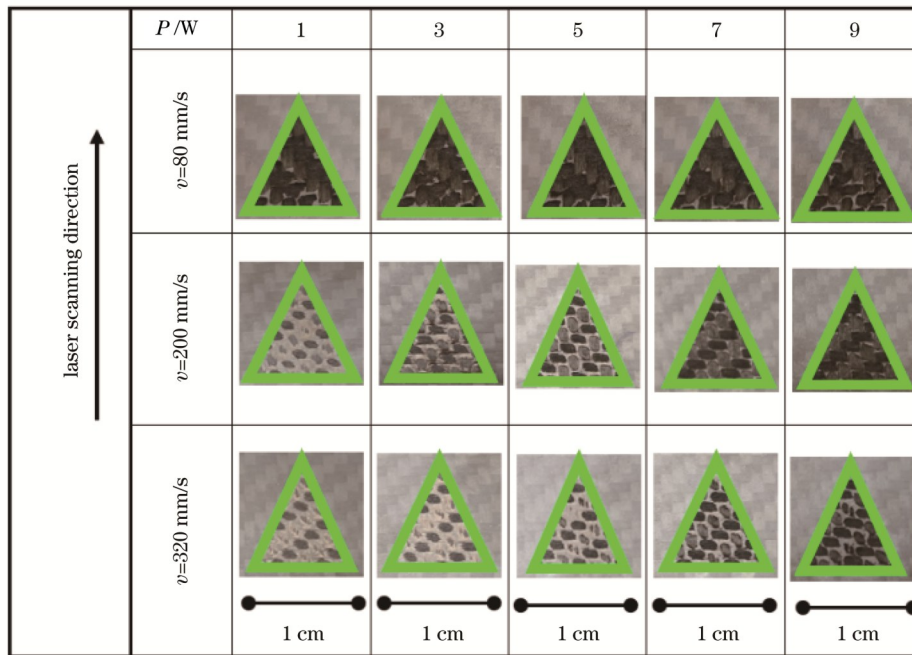 P/W 1 3 5 7 9
laser scanning direction
v=80 mm/s
v=200 mm/s
v=320 mm/s
1 cm 1 cm 1 cm 1 cm 1 cm